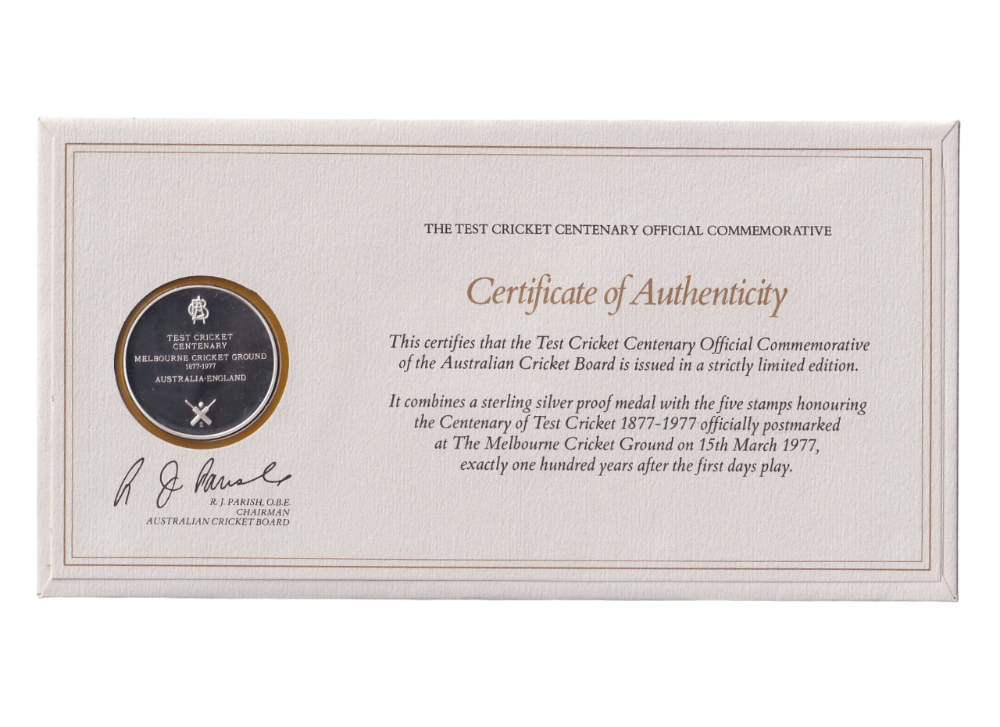 THE TEST CRICKET CENTENARY OFFICIAL COMMEMORATIVE
Certificate of Authenticity
This certifies that the Test Cricket Centenary Official Commemorative
of the Australian Cricket Board is issued in a strictly limited edition.
It combines a sterling silver proof medal with the five stamps honouring
the Centenary of Test Cricket 1877-1977 officially postmarked
at The Melbourne Cricket Ground on 15th March 1977,
exactly one hundred years after the first days play.
TEST CRICKET
CENTENARY
MELBOURNE CRICKET GROUND
1877-1977
AUSTRALIA-ENGLAND
R J Parish
R. J. PARISH, O.B.E.
CHAIRMAN
AUSTRALIAN CRICKET BOARD